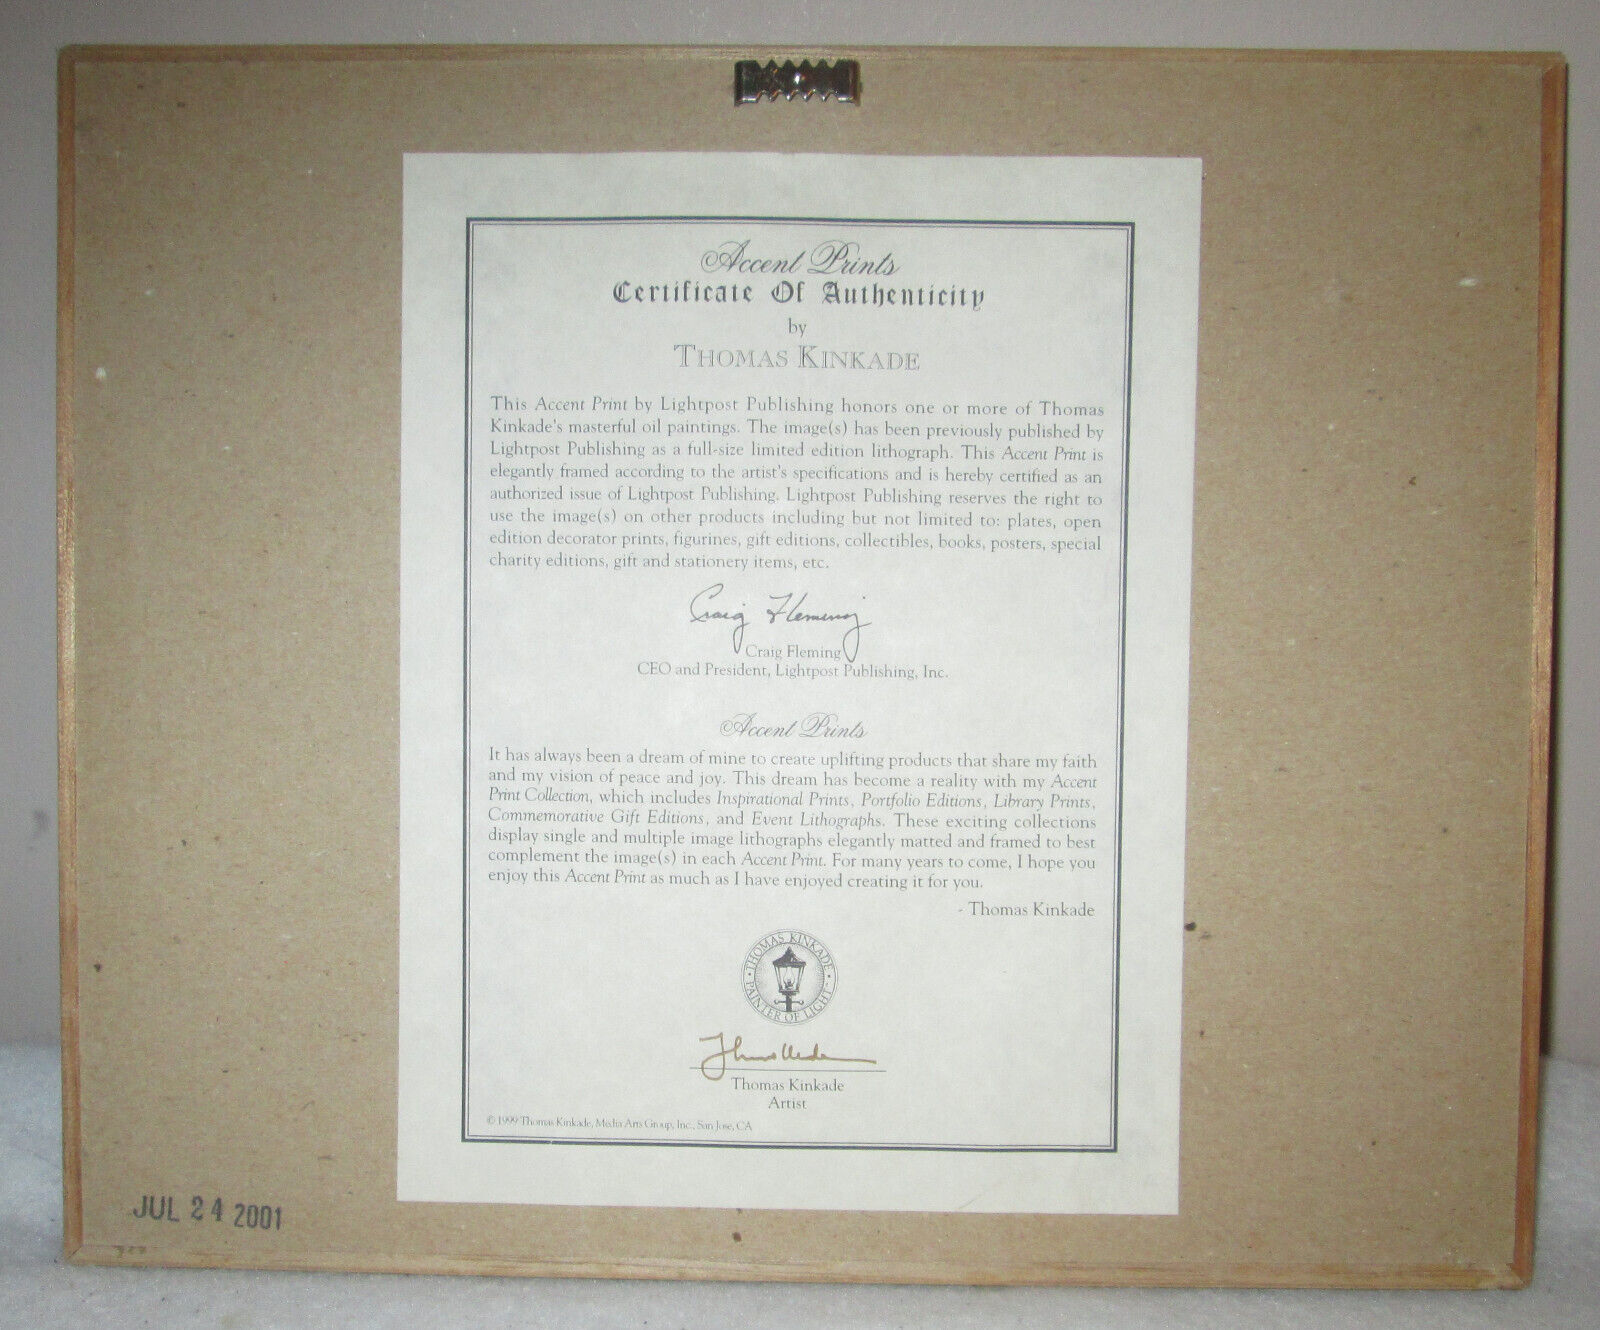 Accent Prints
Certificate Of Authenticity
by
THOMAS KINKADE
This Accent Print by Lightpost Publishing honors one or more of Thomas
Kinkade's masterful oil paintings. The image(s) has been previously published by
Lightpost Publishing as a full-size limited edition lithograph. This Accent Print is
elegantly framed according to the artist's specifications and is hereby certified as an
authorized issue of Lightpost Publishing. Lightpost Publishing reserves the right to
use the image(s) on other products including but not limited to: plates, open
edition decorator prints, figurines, gift editions, collectibles, books, posters, special
charity editions, gift and stationery items, etc.
Craig Fleming
Craig Fleming
CEO and President, Lightpost Publishing, Inc.
Accent Prints
It has always been a dream of mine to create uplifting products that share my faith
and my vision of peace and joy. This dream has become a reality with my Accent
Print Collection, which includes Inspirational Prints, Portfolio Editions, Library Prints,
Commemorative Gift Editions, and Event Lithographs. These exciting collections
display single and multiple image lithographs elegantly matted and framed to best
complement the image(s) in each Accent Print. For many years to come, I hope you
enjoy this Accent Print as much as I have enjoyed creating it for you.
- Thomas Kinkade
· THOMAS KINKADE ·
PAINTER OF LIGHT
Thomas Kinkade
Artist
© 1999 Thomas Kinkade, Media Arts Group, Inc., San Jose, CA
JUL 24 2001